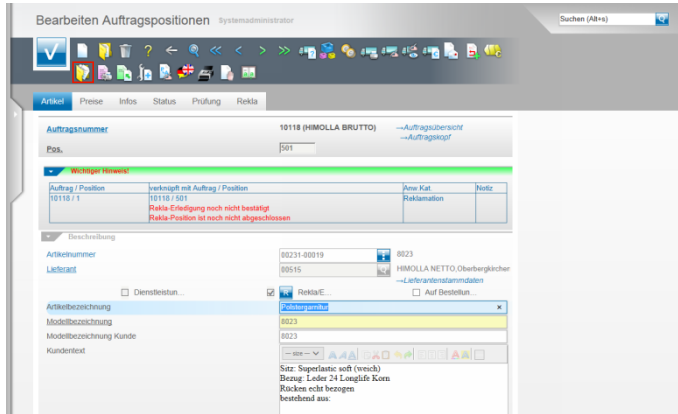 Bearbeiten Auftragspositionen Systemadministrator
Suchen (Alt+s)
Artikel Preise Infos Status Prüfung Rekla
Auftragsnummer 10118 (HIMOLLA BRUTTO) →Auftragsübersicht
→Auftragskopf
Pos. 501
Wichtiger Hinweis!
Auftrag / Position verknüpft mit Auftrag / Position Anw Kat. Notiz
10118 / 1 10118 / 501 Reklamation
Rekla-Erledigung noch nicht bestätigt
Rekla-Position ist noch nicht abgeschlossen
Beschreibung
Artikelnummer 00231-00019 8023
Lieferant 00515 HIMOLLA NETTO,Oberbergkircher
→Lieferantenstammdaten
Dienstleistun... Rekla/E... Auf Bestellun...
Artikelbezeichnung Polstergarnitur
Modellbezeichnung 8023
Modellbezeichnung Kunde 8023
Kundentext
— size —
Sitz: Superlastic soft (weich)
Bezug: Leder 24 Longlife Korn
Rücken echt bezogen
bestehend aus: